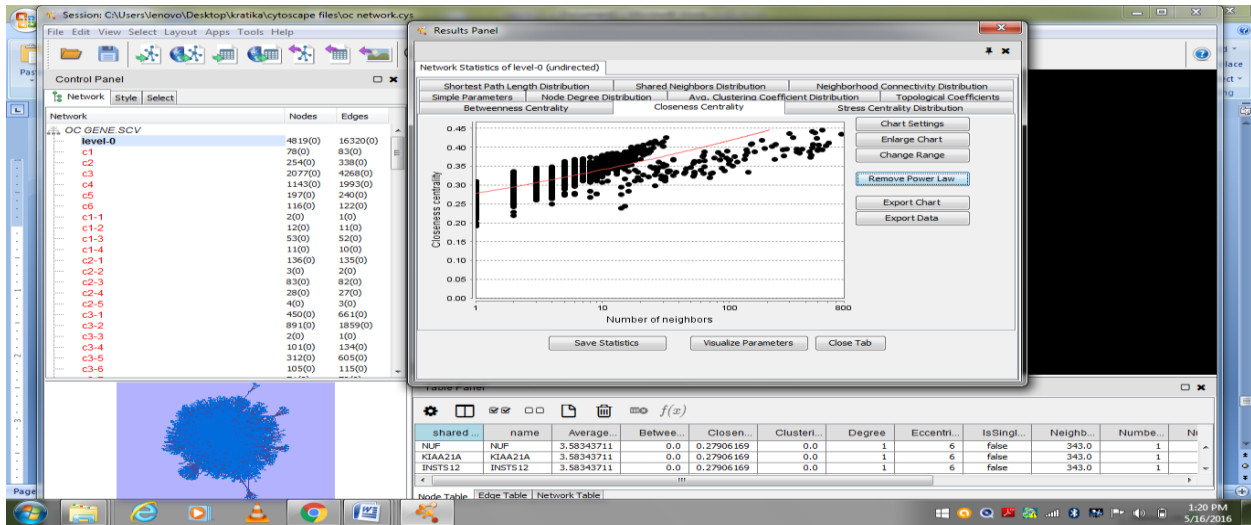 Session: C:\Users\lenovo\Desktop\kratika\cytoscape files\oc network.cys
File Edit View Select Layout Apps Tools Help
Control Panel
Network Style Select
Network Nodes Edges
OC GENE.SCV
level-0 4819(0) 16320(0)
c1 78(0) 83(0)
c2 254(0) 338(0)
c3 2077(0) 4268(0)
c4 1143(0) 1993(0)
c5 197(0) 240(0)
c6 116(0) 122(0)
c1-1 2(0) 1(0)
c1-2 12(0) 11(0)
c1-3 53(0) 52(0)
c1-4 11(0) 10(0)
c2-1 136(0) 135(0)
c2-2 3(0) 2(0)
c2-3 83(0) 82(0)
c2-4 28(0) 27(0)
c2-5 4(0) 3(0)
c3-1 450(0) 661(0)
c3-2 891(0) 1859(0)
c3-3 2(0) 1(0)
c3-4 101(0) 134(0)
c3-5 312(0) 605(0)
c3-6 105(0) 115(0)
Results Panel
Network Statistics of level-0 (undirected)
Shortest Path Length Distribution Shared Neighbors Distribution Neighborhood Connectivity Distribution
Simple Parameters Node Degree Distribution Avg. Clustering Coefficient Distribution Topological Coefficients
Betweenness Centrality Closeness Centrality Stress Centrality Distribution
Closeness centrality
0.45
0.40
0.35
0.30
0.25
0.20
0.15
0.10
0.05
0.00
1 10 100 800
Number of neighbors
Chart Settings
Enlarge Chart
Change Range
Remove Power Law
Export Chart
Export Data
Save Statistics Visualize Parameters Close Tab
Table Panel
f(x)
shared ... name Average... Betwee... Closen... Clusteri... Degree Eccentri... IsSingl... Neighb... Numbe...
NUF NUF 3.58343711 0.0 0.27906169 0.0 1 6 false 343.0 1
KIAA21A KIAA21A 3.58343711 0.0 0.27906169 0.0 1 6 false 343.0 1
INSTS12 INSTS12 3.58343711 0.0 0.27906169 0.0 1 6 false 343.0 1
Node Table Edge Table Network Table
Page
1:20 PM
5/16/2016